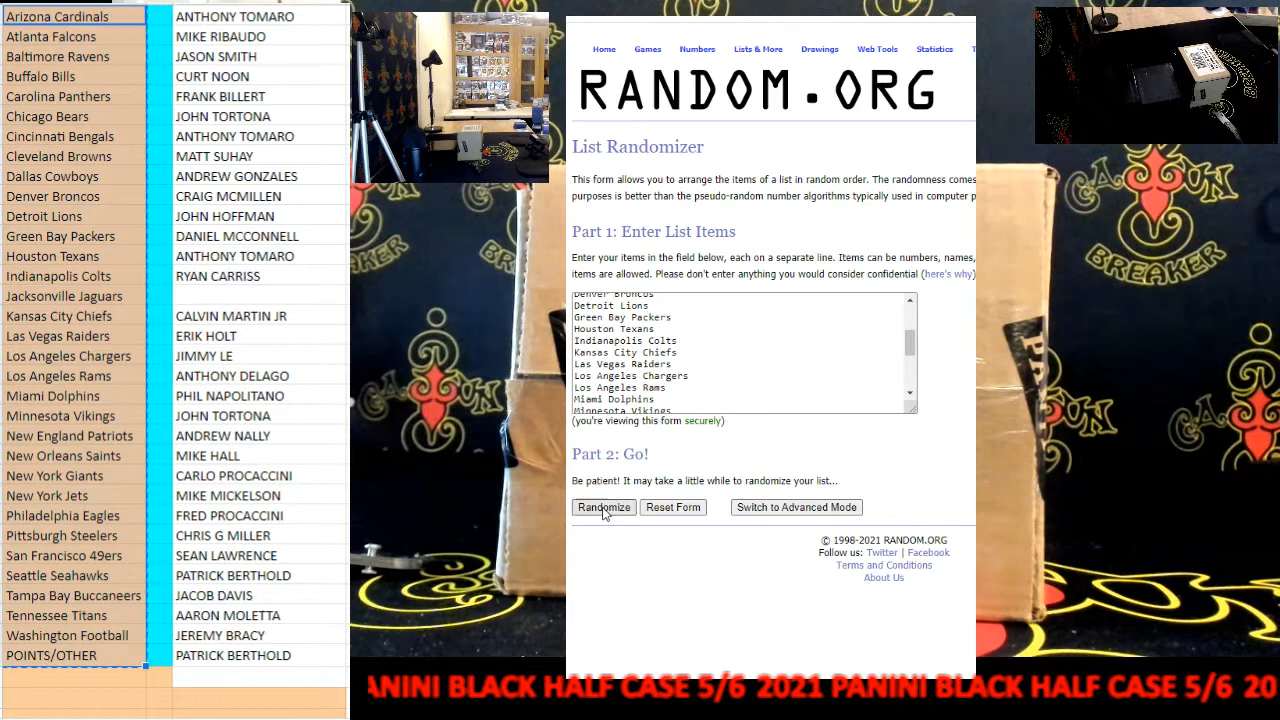 Arizona Cardinals ANTHONY TOMARO
Atlanta Falcons MIKE RIBAUDO
Baltimore Ravens JASON SMITH
Buffalo Bills CURT NOON
Carolina Panthers FRANK BILLERT
Chicago Bears JOHN TORTONA
Cincinnati Bengals ANTHONY TOMARO
Cleveland Browns MATT SUHAY
Dallas Cowboys ANDREW GONZALES
Denver Broncos CRAIG MCMILLEN
Detroit Lions JOHN HOFFMAN
Green Bay Packers DANIEL MCCONNELL
Houston Texans ANTHONY TOMARO
Indianapolis Colts RYAN CARRISS
Jacksonville Jaguars
Kansas City Chiefs CALVIN MARTIN JR
Las Vegas Raiders ERIK HOLT
Los Angeles Chargers JIMMY LE
Los Angeles Rams ANTHONY DELAGO
Miami Dolphins PHIL NAPOLITANO
Minnesota Vikings JOHN TORTONA
New England Patriots ANDREW NALLY
New Orleans Saints MIKE HALL
New York Giants CARLO PROCACCINI
New York Jets MIKE MICKELSON
Philadelphia Eagles FRED PROCACCINI
Pittsburgh Steelers CHRIS G MILLER
San Francisco 49ers SEAN LAWRENCE
Seattle Seahawks PATRICK BERTHOLD
Tampa Bay Buccaneers JACOB DAVIS
Tennessee Titans AARON MOLETTA
Washington Football JEREMY BRACY
POINTS/OTHER PATRICK BERTHOLD
Home Games Numbers Lists & More Drawings Web Tools Statistics T
RANDOM.ORG
List Randomizer
This form allows you to arrange the items of a list in random order. The randomness comes
purposes is better than the pseudo-random number algorithms typically used in computer p
Part 1: Enter List Items
Enter your items in the field below, each on a separate line. Items can be numbers, names,
items are allowed. Please don't enter anything you would consider confidential (here's why)
Denver Broncos
Detroit Lions
Green Bay Packers
Houston Texans
Indianapolis Colts
Kansas City Chiefs
Las Vegas Raiders
Los Angeles Chargers
Los Angeles Rams
Miami Dolphins
Minnesota Vikings
(you're viewing this form securely)
Part 2: Go!
Be patient! It may take a little while to randomize your list...
Randomize Reset Form Switch to Advanced Mode
© 1998-2021 RANDOM.ORG
Follow us: Twitter | Facebook
Terms and Conditions
About Us
BREAKER
BREAKER
ANINI BLACK HALF CASE 5/6 2021 PANINI BLACK HALF CASE 5/6 20